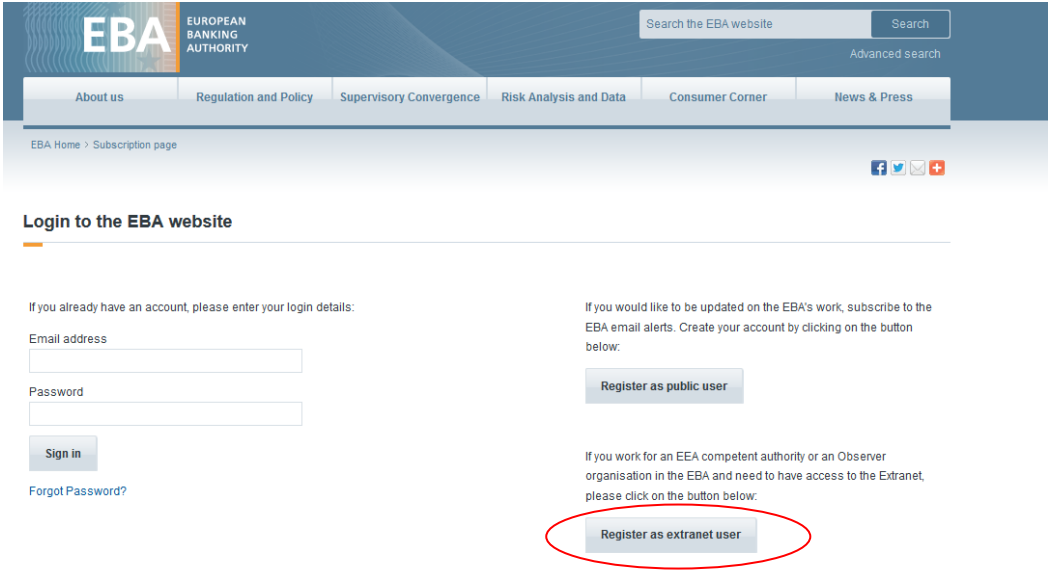 EBA
EUROPEAN
BANKING
AUTHORITY
Search the EBA website
Search
Advanced search
About us
Regulation and Policy
Supervisory Convergence
Risk Analysis and Data
Consumer Corner
News & Press
EBA Home > Subscription page
Login to the EBA website
If you already have an account, please enter your login details:
Email address
Password
Sign in
Forgot Password?
If you would like to be updated on the EBA's work, subscribe to the
EBA email alerts. Create your account by clicking on the button
below:
Register as public user
If you work for an EEA competent authority or an Observer
organisation in the EBA and need to have access to the Extranet,
please click on the button below:
Register as extranet user